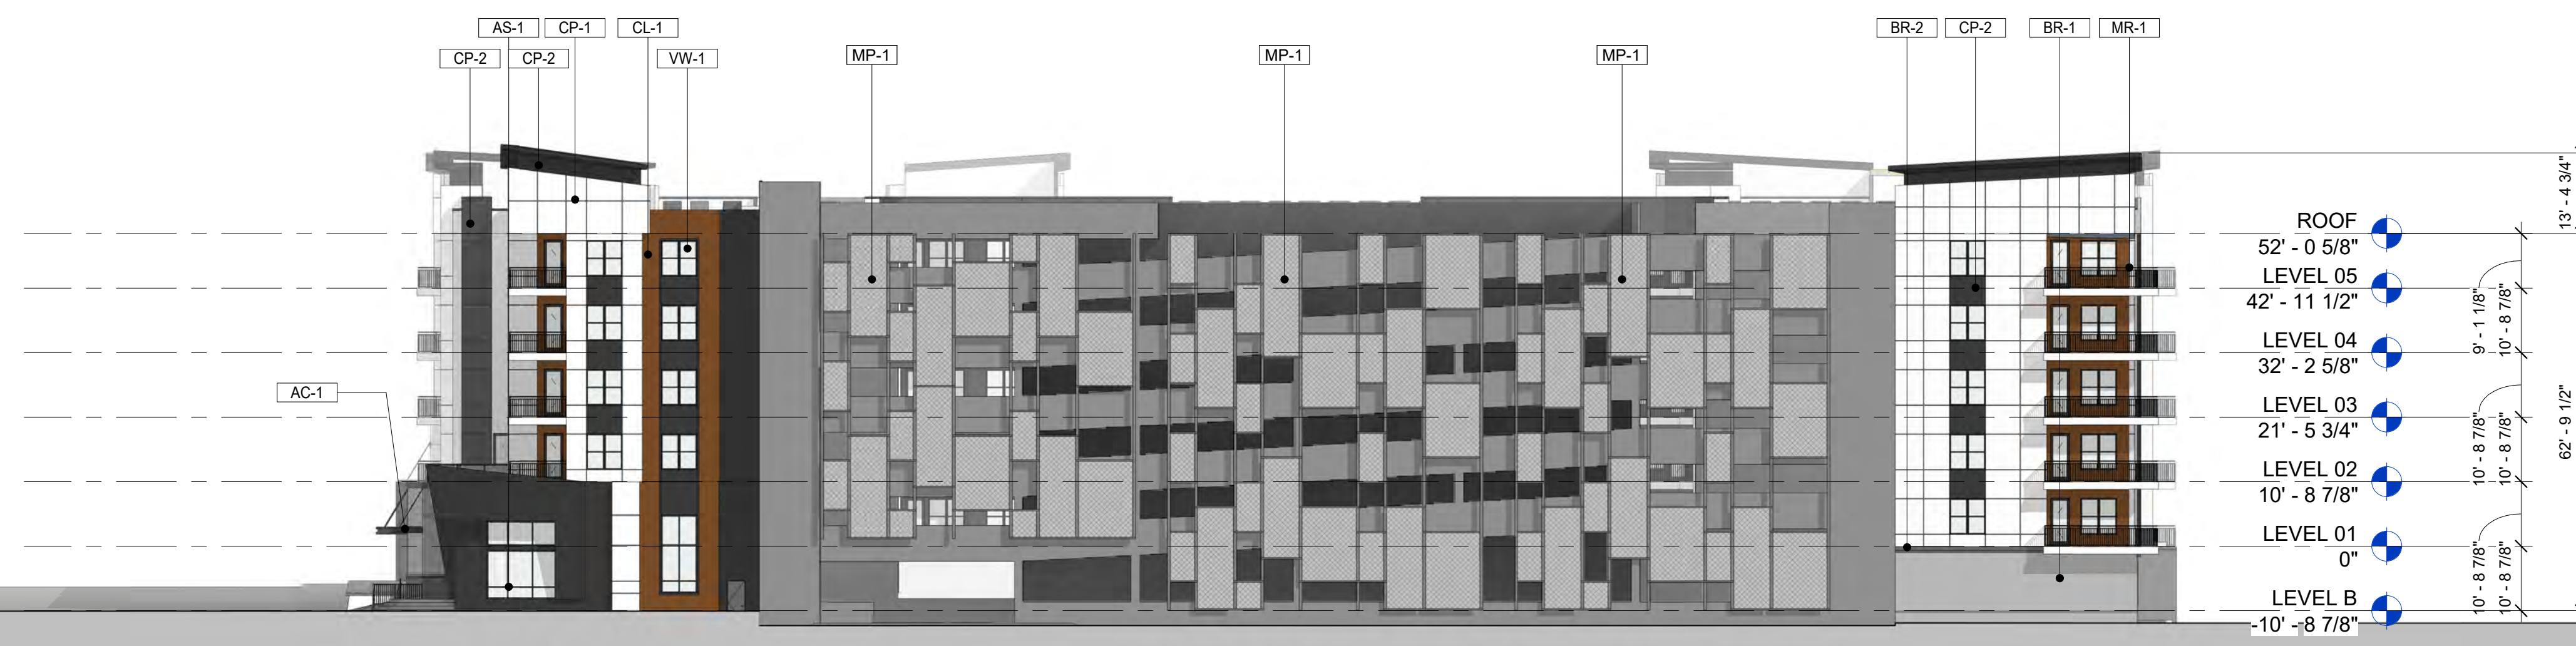 AS-1 CP-1 CL-1
CP-2 CP-2 VW-1
MP-1 MP-1 MP-1
BR-2 CP-2 BR-1 MR-1
AC-1
ROOF
52' - 0 5/8"
LEVEL 05
42' - 11 1/2"
LEVEL 04
32' - 2 5/8"
LEVEL 03
21' - 5 3/4"
LEVEL 02
10' - 8 7/8"
LEVEL 01
0"
LEVEL B
-10' - 8 7/8"
9' - 1 1/8"
10' - 8 7/8"
10' - 8 7/8"
10' - 8 7/8"
10' - 8 7/8"
10' - 8 7/8"
13' - 4 3/4"
62' - 9 1/2"